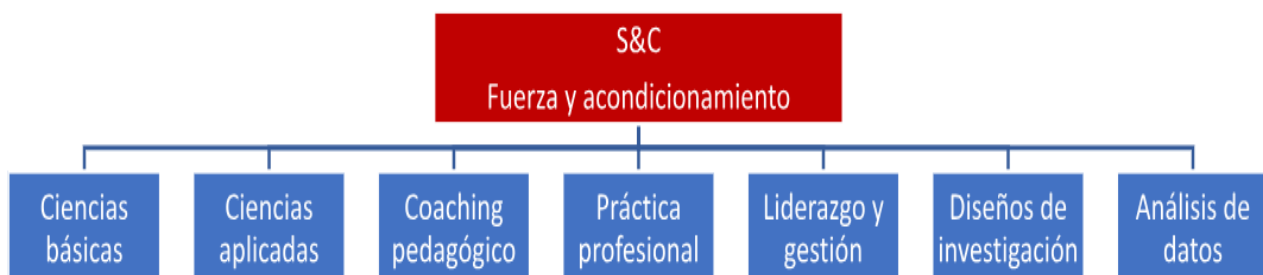 S&C
Fuerza y acondicionamiento
Ciencias
básicas
Ciencias
aplicadas
Coaching
pedagógico
Práctica
profesional
Liderazgo y
gestión
Diseños de
investigación
Análisis de
datos